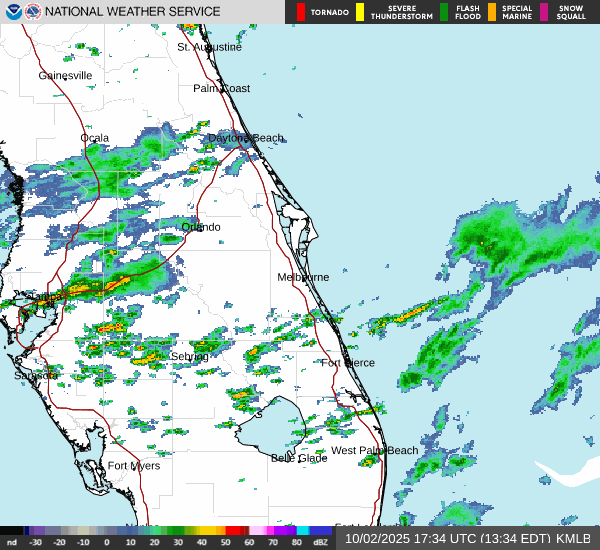 NATIONAL WEATHER SERVICE
TORNADO
SEVERE THUNDERSTORM
FLASH FLOOD
SPECIAL MARINE
SNOW SQUALL
St. Augustine
Gainesville
Palm Coast
Ocala
Daytona Beach
Orlando
Melbourne
Tampa
Sebring
Fort Pierce
Sarasota
West Palm Beach
Belle Glade
Fort Myers
nd -30 -20 -10 0 10 20 30 40 50 60 70 80 dBZ
10/02/2025 17:34 UTC (13:34 EDT) KMLB